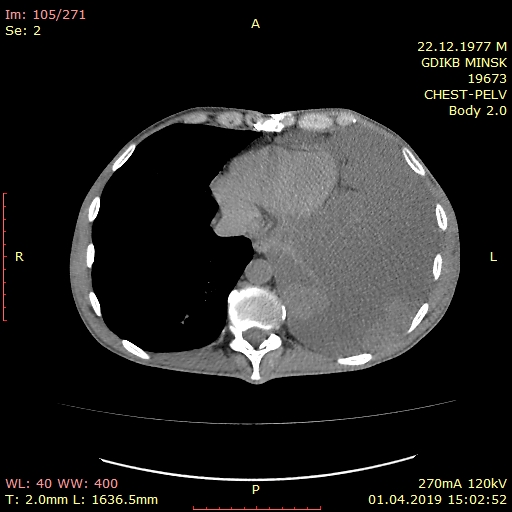 Im: 105/271
Se: 2
A
22.12.1977 M
GDIKB MINSK
19673
CHEST-PELV
Body 2.0
R
L
WL: 40 WW: 400
T: 2.0mm L: 1636.5mm
P
270mA 120kV
01.04.2019 15:02:52